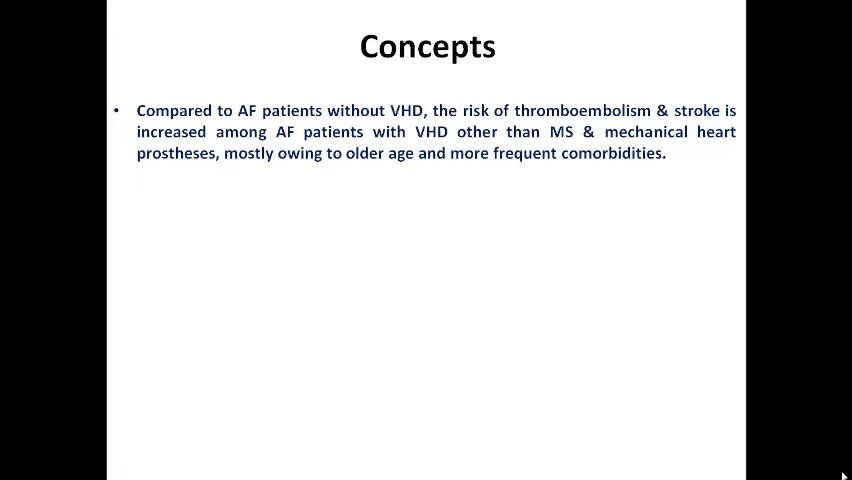 Concepts
• Compared to AF patients without VHD, the risk of thromboembolism & stroke is
increased among AF patients with VHD other than MS & mechanical heart
prostheses, mostly owing to older age and more frequent comorbidities.